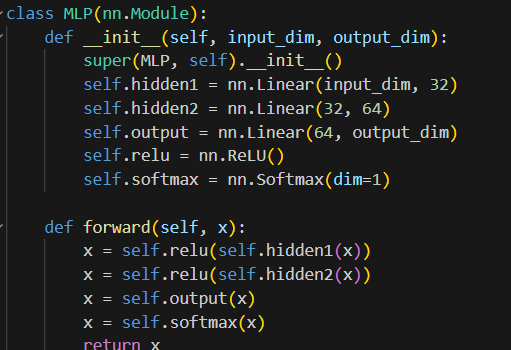 class MLP(nn.Module):
    def __init__(self, input_dim, output_dim):
        super(MLP, self).__init__()
        self.hidden1 = nn.Linear(input_dim, 32)
        self.hidden2 = nn.Linear(32, 64)
        self.output = nn.Linear(64, output_dim)
        self.relu = nn.ReLU()
        self.softmax = nn.Softmax(dim=1)

    def forward(self, x):
        x = self.relu(self.hidden1(x))
        x = self.relu(self.hidden2(x))
        x = self.output(x)
        x = self.softmax(x)
        return x